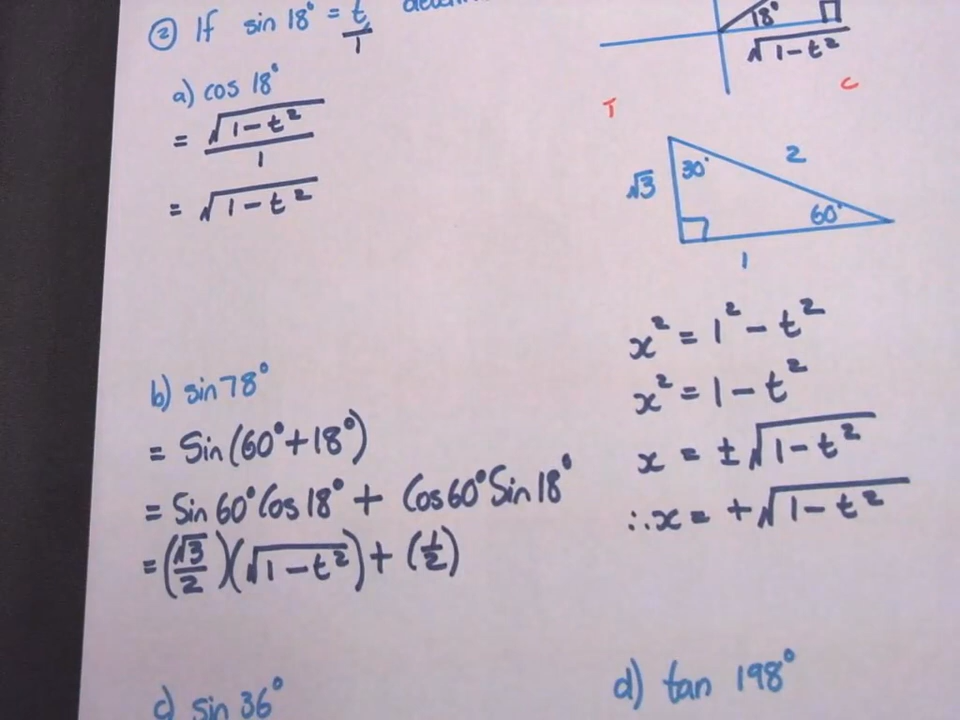 ② If sin 18° = t/1
a) cos 18°
= √(1-t²)/1
= √(1-t²)
b) sin 78°
= Sin(60°+18°)
= Sin 60° Cos 18° + Cos 60° Sin 18°
= (√3/2)(√(1-t²)) + (t/2)
c) sin 36°
18°
√(1-t²)
T
C
30°
2
√3
60°
1
x² = 1² - t²
x² = 1 - t²
x = ±√(1-t²)
∴ x = +√(1-t²)
d) tan 198°